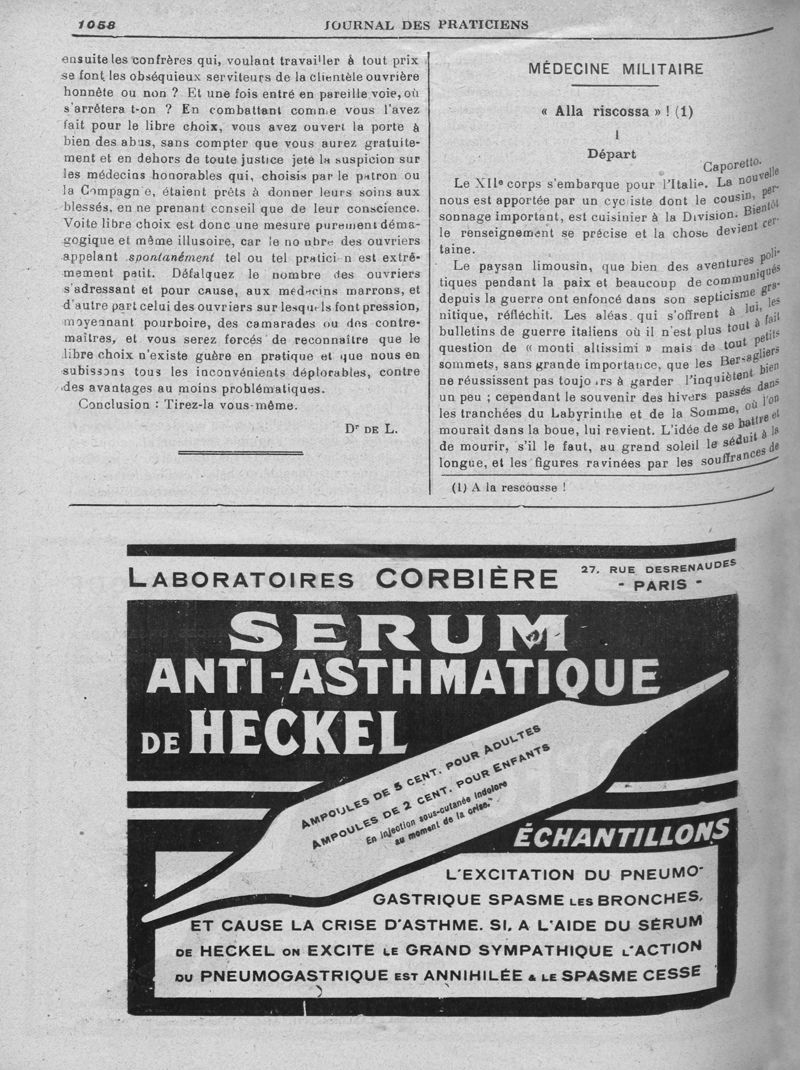 1058
JOURNAL DES PRATICIENS
ensuite les confrères qui, voulant travailler à tout prix
se font les obséquieux serviteurs de la clientèle ouvrière
honnête ou non ? Et une fois entré en pareille voie, où
s'arrêtera t-on ? En combattant comme vous l'avez
fait pour le libre choix, vous avez ouvert la porte à
bien des abus, sans compter que vous aurez gratuite-
ment et en dehors de toute justice jeté la suspicion sur
les médecins honorables qui, choisis par le patron ou
la Compagn e, étaient prêts à donner leurs soins aux
blessés, en ne prenant conseil que de leur conscience.
Votre libre choix est donc une mesure purement déma-
gogique et même illusoire, car le no nbre des ouvriers
appelant spontanément tel ou tel pratici n est extrê-
mement petit. Défalquez le nombre des ouvriers
s'adressant et pour cause, aux médecins marrons, et
d'autre part celui des ouvriers sur lesquels font pression,
moyennant pourboire, des camarades ou des contre-
maîtres, et vous serez forcés de reconnaître que le
libre choix n'existe guère en pratique et que nous en
subissons tous les inconvénients déplorables, contre
des avantages au moins problématiques.
Conclusion : Tirez-la vous-même.
Dr DE L.
MÉDECINE MILITAIRE
« Alla riscossa » ! (1)
I
Départ
Caporetto.
Le XIIe corps s'embarque pour l'Italie. La nouvelle
nous est apportée par un cycliste dont le cousin, per-
sonnage important, est cuisinier à la Division. Bientôt
le renseignement se précise et la chose devient cer-
taine.
Le paysan limousin, que bien des aventures poli-
tiques pendant la paix et beaucoup de communiqués
depuis la guerre ont enfoncé dans son septicisme gra-
nitique, réfléchit. Les aléas qui s'offrent à lui, les
bulletins de guerre italiens où il n'est plus tout à fait
question de « monti altissimi » mais de tout petits
sommets, sans grande importance, que les Bersagliers
ne réussissent pas toujours à garder l'inquiètent bien
un peu ; cependant le souvenir des hivers passés dans
les tranchées du Labyrinthe et de la Somme, où l'on
mourait dans la boue, lui revient. L'idée de se battre et
de mourir, s'il le faut, au grand soleil le séduit à la
longue, et les figures ravinées par les souffrances de
(1) A la rescousse !
LABORATOIRES CORBIÈRE
27, RUE DESRENAUDES
- PARIS -
SERUM
ANTI-ASTHMATIQUE
DE HECKEL
AMPOULES DE 5 CENT. POUR ADULTES
AMPOULES DE 2 CENT. POUR ENFANTS
En injection sous-cutanée indolore
au moment de la crise.
ÉCHANTILLONS
L'EXCITATION DU PNEUMO-
GASTRIQUE SPASME LES BRONCHES,
ET CAUSE LA CRISE D'ASTHME. SI, A L'AIDE DU SÉRUM
DE HECKEL ON EXCITE LE GRAND SYMPATHIQUE L'ACTION
DU PNEUMOGASTRIQUE EST ANNIHILÉE & LE SPASME CESSE